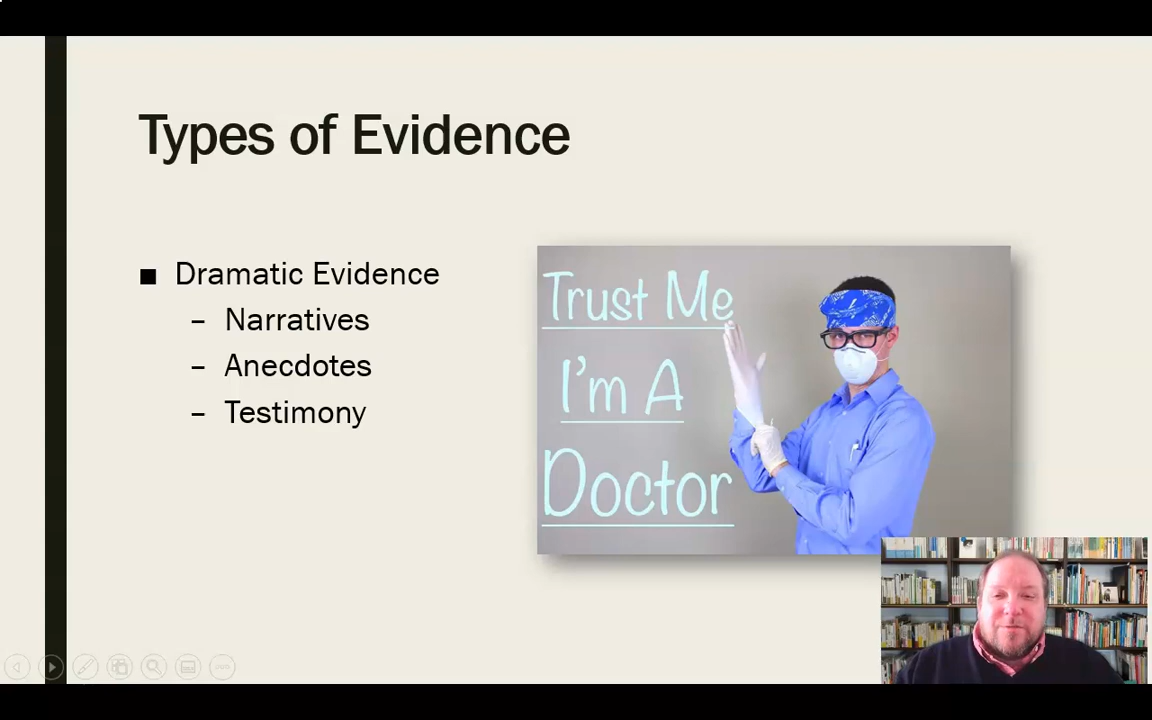 Types of Evidence
■ Dramatic Evidence
– Narratives
– Anecdotes
– Testimony
Trust Me
I'm A
Doctor